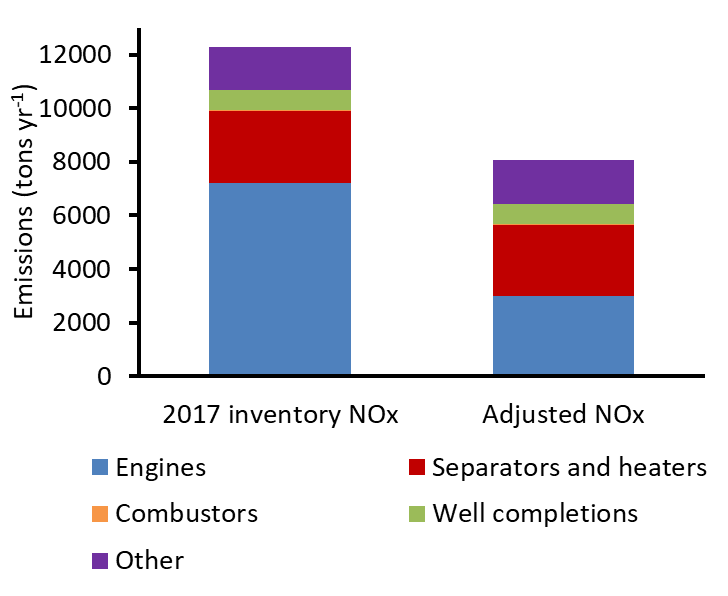 Emissions (tons yr-1)
12000
10000
8000
6000
4000
2000
0
2017 inventory NOx
Adjusted NOx
Engines
Separators and heaters
Combustors
Well completions
Other